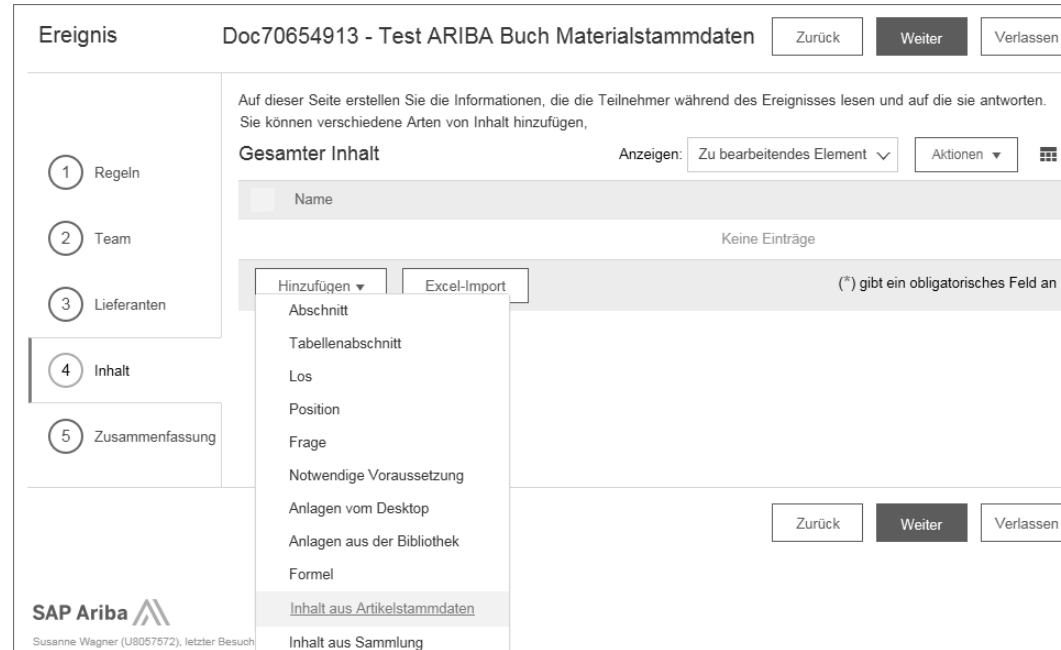 Ereignis
Doc70654913 - Test ARIBA Buch Materialstammdaten
Zurück
Weiter
Verlassen
Auf dieser Seite erstellen Sie die Informationen, die die Teilnehmer während des Ereignisses lesen und auf die sie antworten.
Sie können verschiedene Arten von Inhalt hinzufügen,
Gesamter Inhalt
Anzeigen:
Zu bearbeitendes Element
Aktionen
1 Regeln
2 Team
3 Lieferanten
4 Inhalt
5 Zusammenfassung
Name
Keine Einträge
Hinzufügen
Excel-Import
(*) gibt ein obligatorisches Feld an
Abschnitt
Tabellenabschnitt
Los
Position
Frage
Notwendige Voraussetzung
Anlagen vom Desktop
Anlagen aus der Bibliothek
Formel
Inhalt aus Artikelstammdaten
Inhalt aus Sammlung
Zurück
Weiter
Verlassen
SAP Ariba
Susanne Wagner (U8057572), letzter Besuch